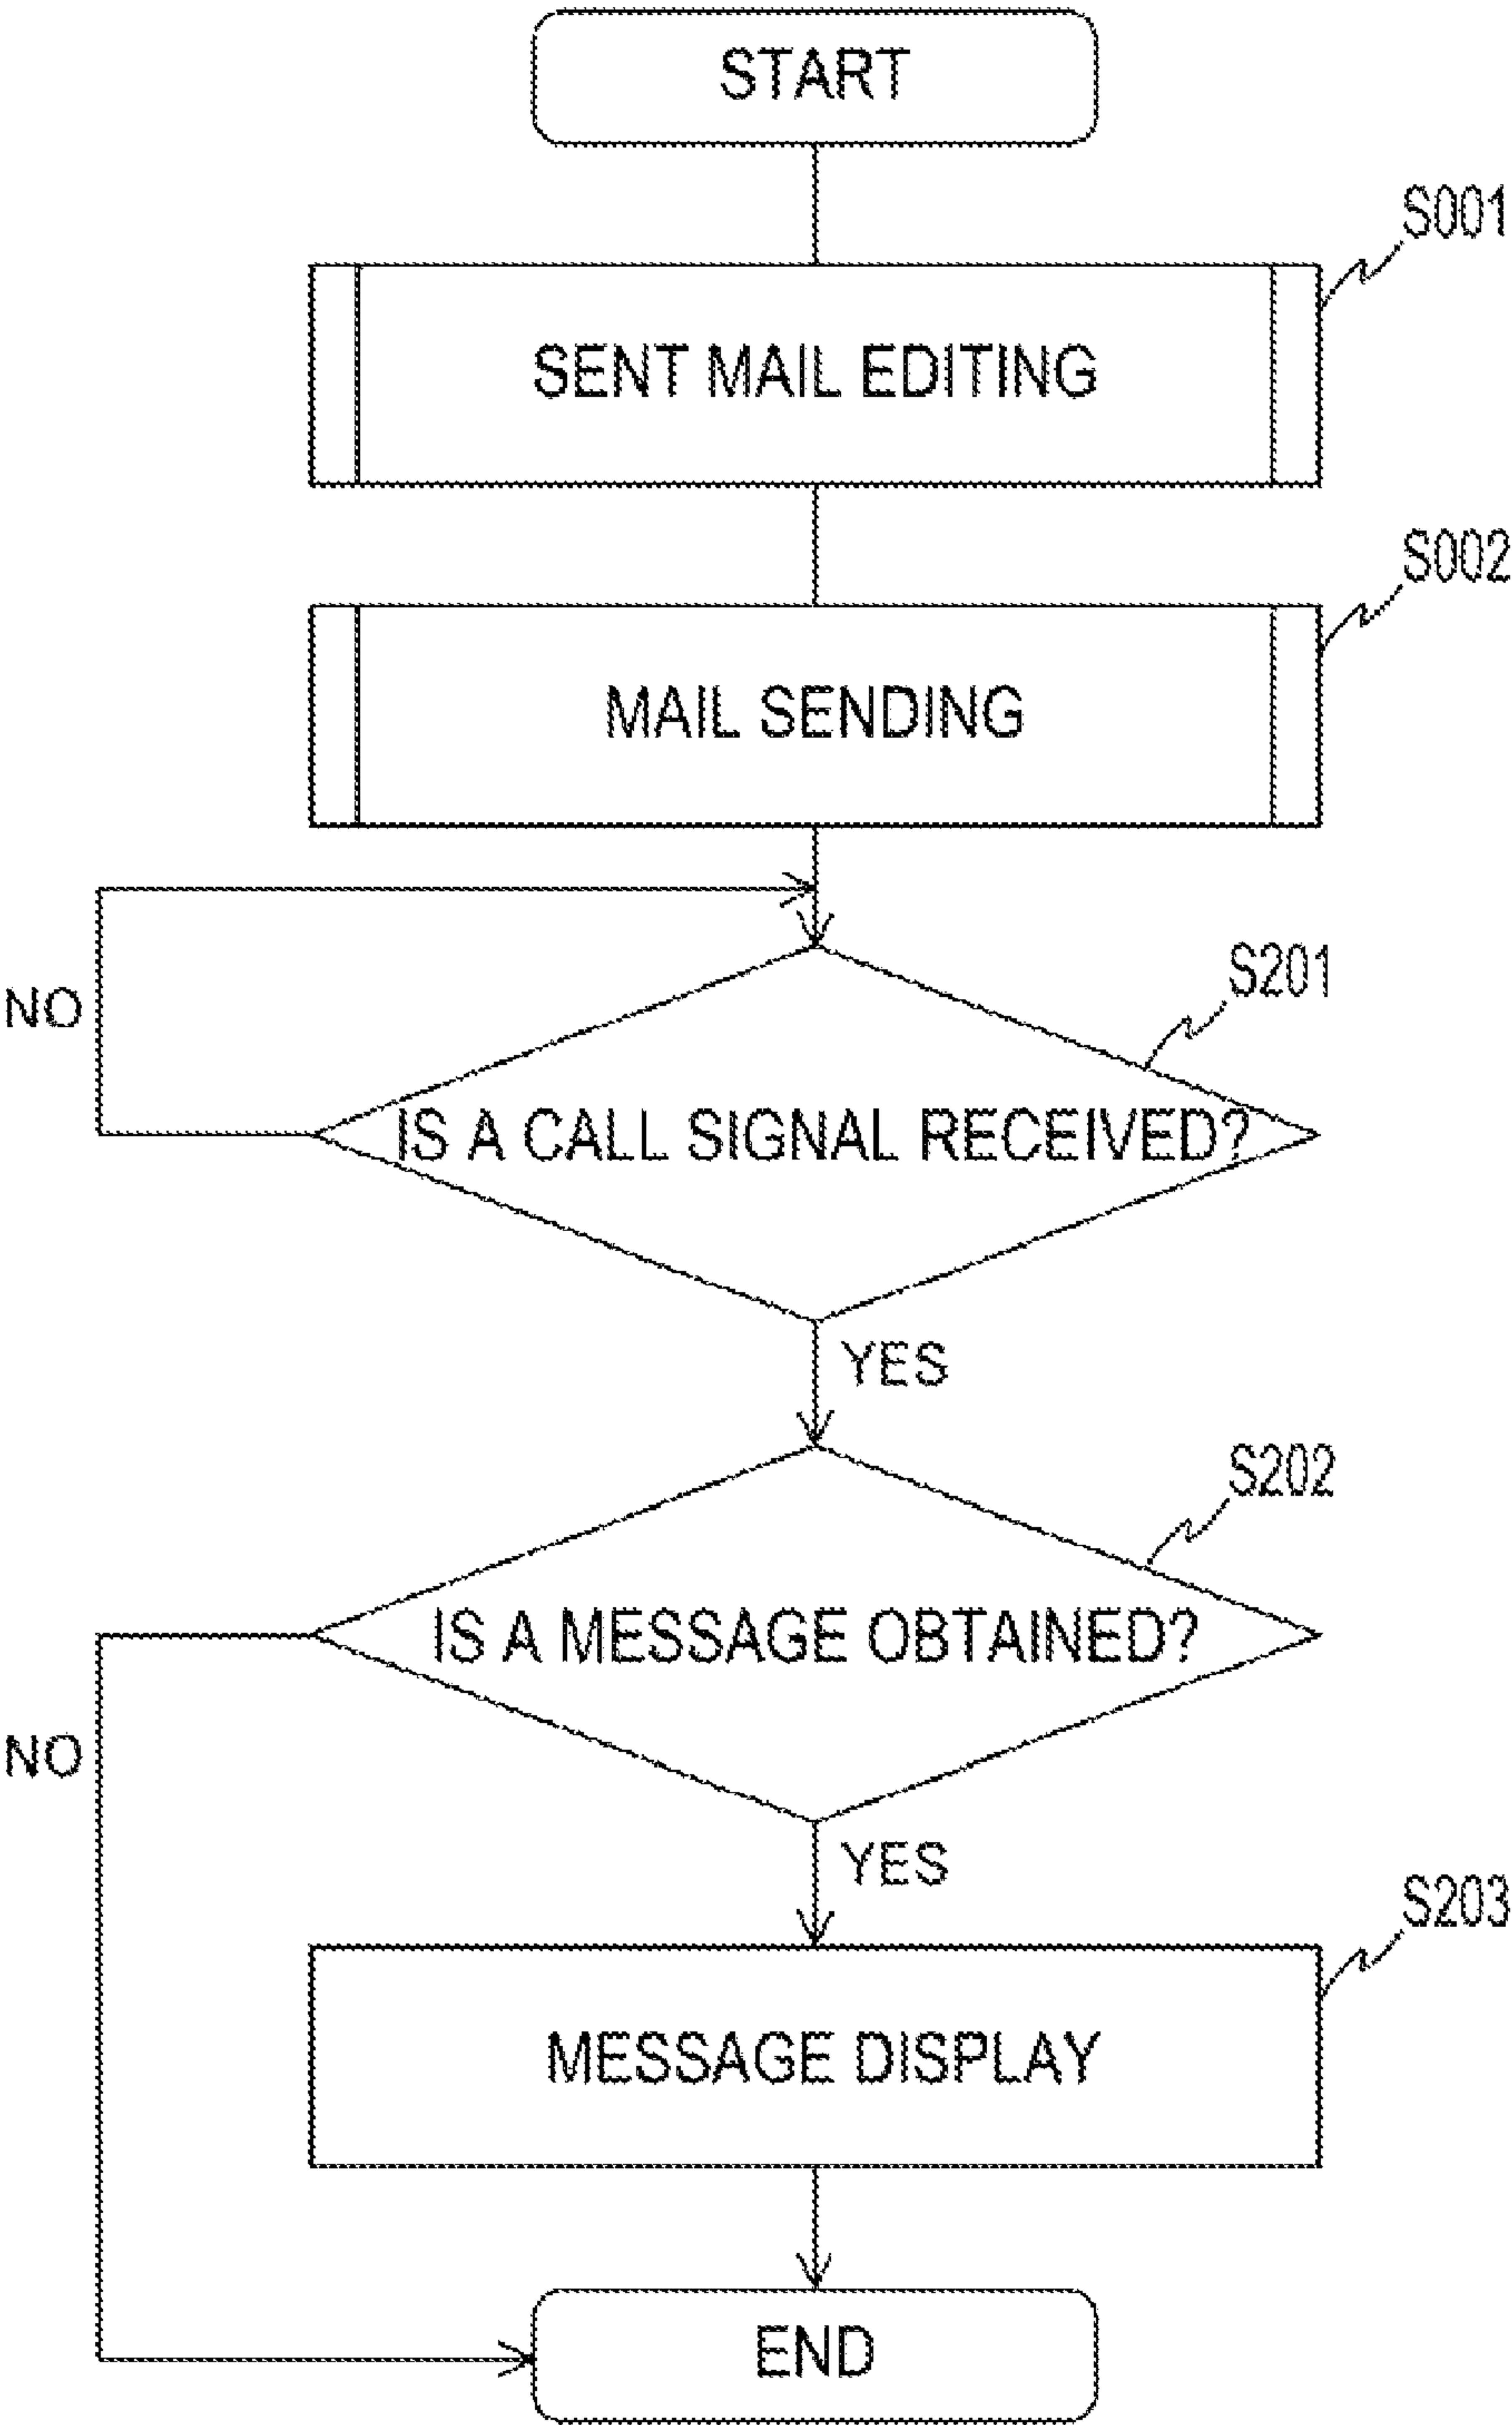 START
S001
SENT MAIL EDITING
S002
MAIL SENDING
NO
S201
IS A CALL SIGNAL RECEIVED?
YES
S202
IS A MESSAGE OBTAINED?
NO
YES
S203
MESSAGE DISPLAY
END